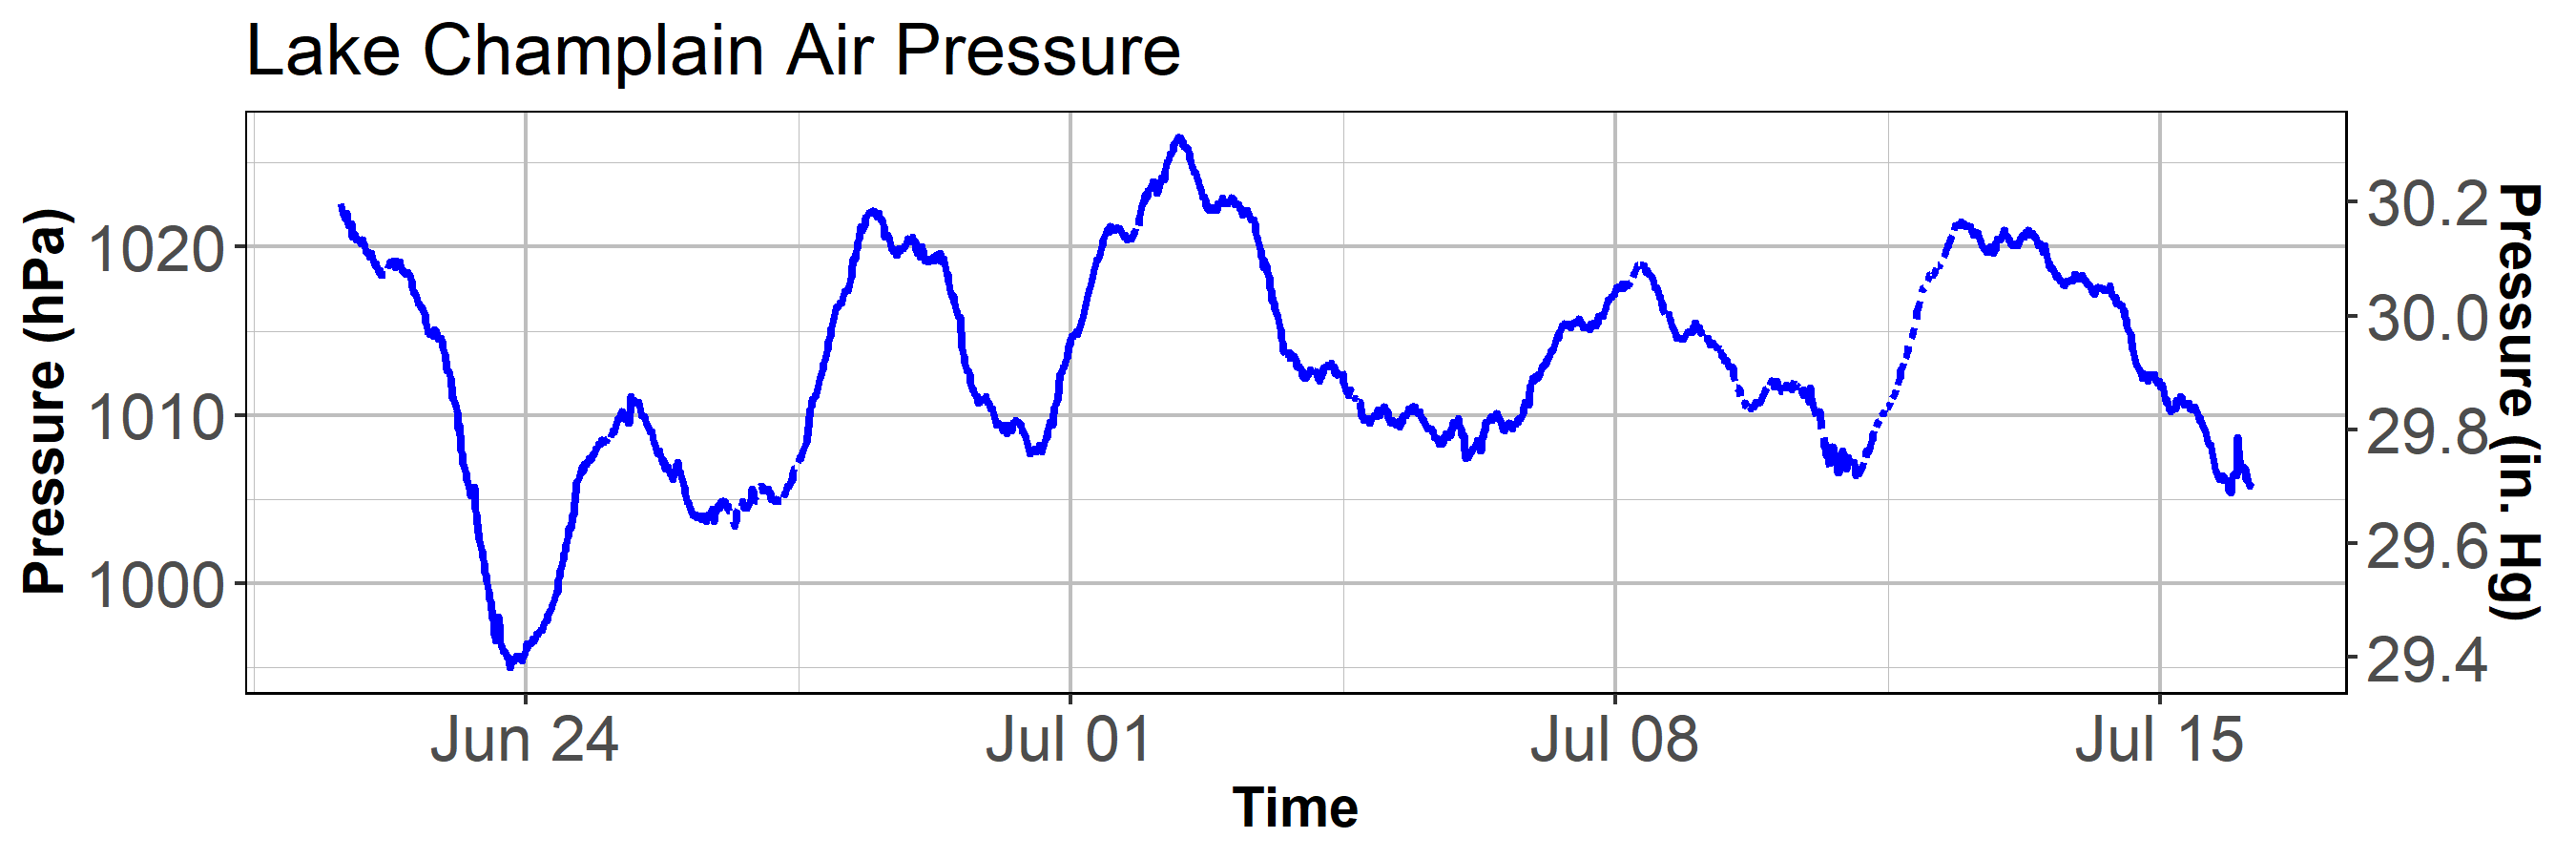 Lake Champlain Air Pressure
Pressure (hPa)
1020
1010
1000
30.2
30.0
29.8
29.6
29.4
Pressure (in. Hg)
Jun 24
Jul 01
Jul 08
Jul 15
Time